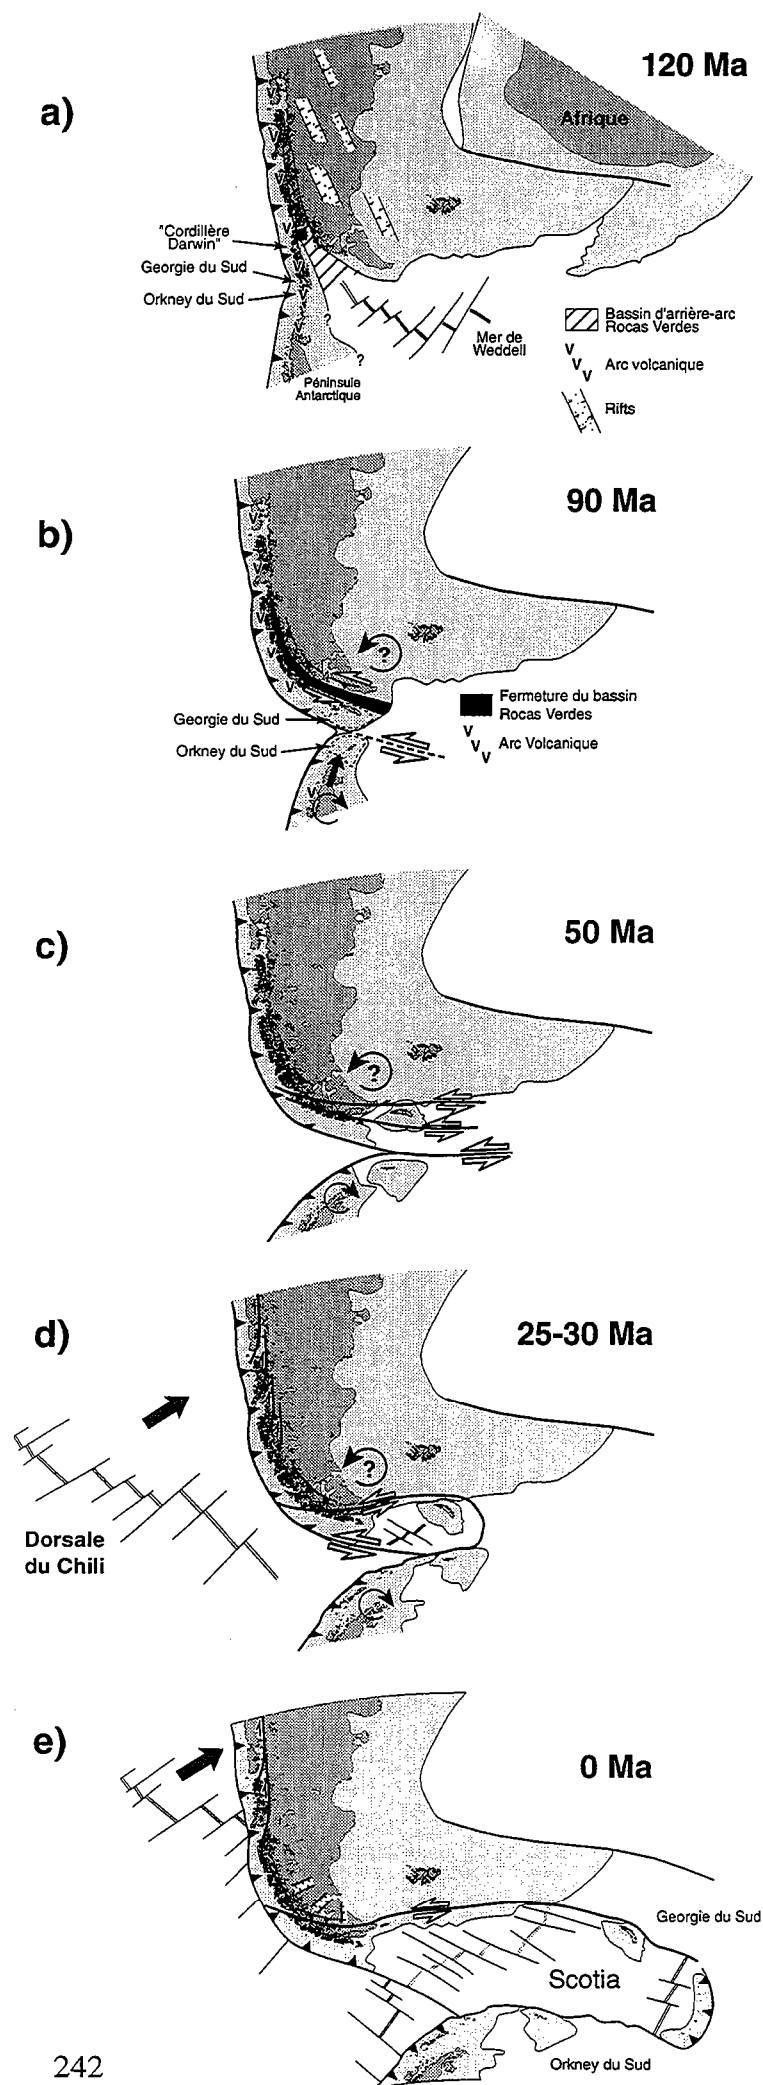 a)
120 Ma
Afrique
"Cordillère
Darwin"
Georgie du Sud
Orkney du Sud
?
?
Péninsule
Antarctique
Mer de
Weddell
Bassin d'arrière-arc
Rocas Verdes
V
V
V
Arc volcanique
Rifts
b)
90 Ma
?
Georgie du Sud
Orkney du Sud
Fermeture du bassin
Rocas Verdes
V
V
V
Arc Volcanique
c)
50 Ma
?
d)
25-30 Ma
?
Dorsale
du Chili
e)
0 Ma
Georgie du Sud
Scotia
Orkney du Sud
242